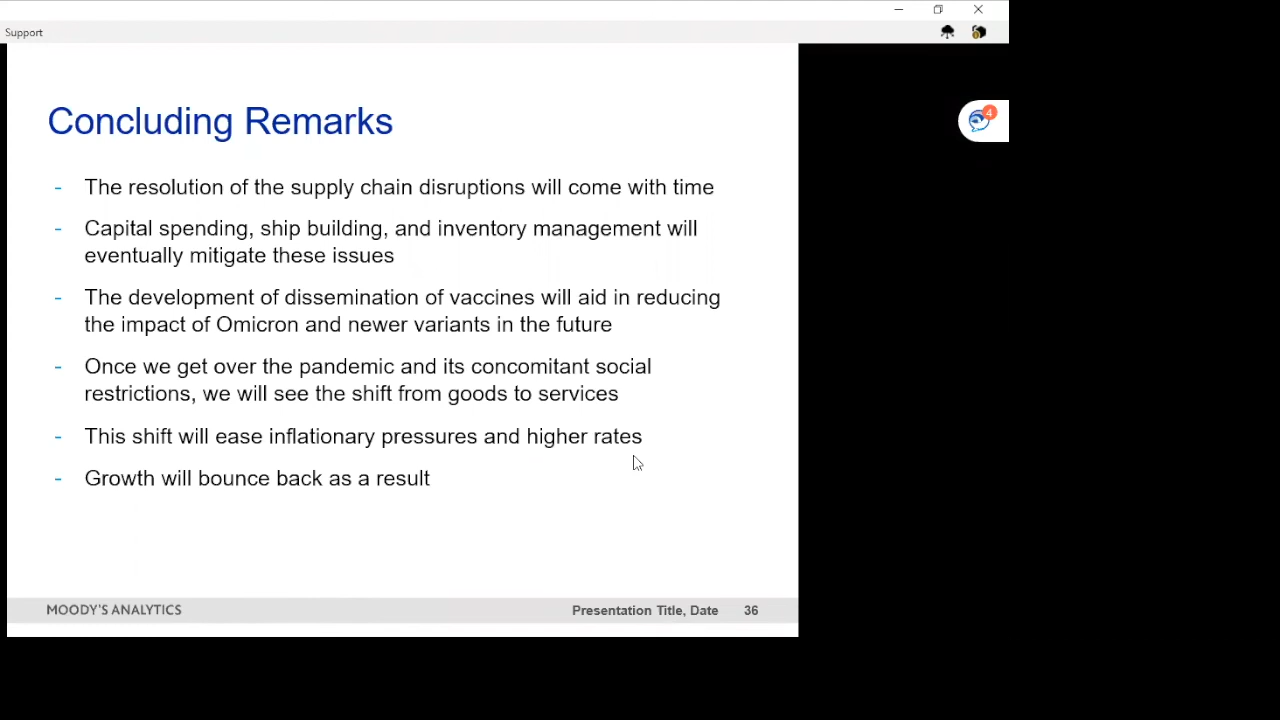 Support
4
Concluding Remarks
- The resolution of the supply chain disruptions will come with time
- Capital spending, ship building, and inventory management will
eventually mitigate these issues
- The development of dissemination of vaccines will aid in reducing
the impact of Omicron and newer variants in the future
- Once we get over the pandemic and its concomitant social
restrictions, we will see the shift from goods to services
- This shift will ease inflationary pressures and higher rates
- Growth will bounce back as a result
MOODY'S ANALYTICS Presentation Title, Date 36